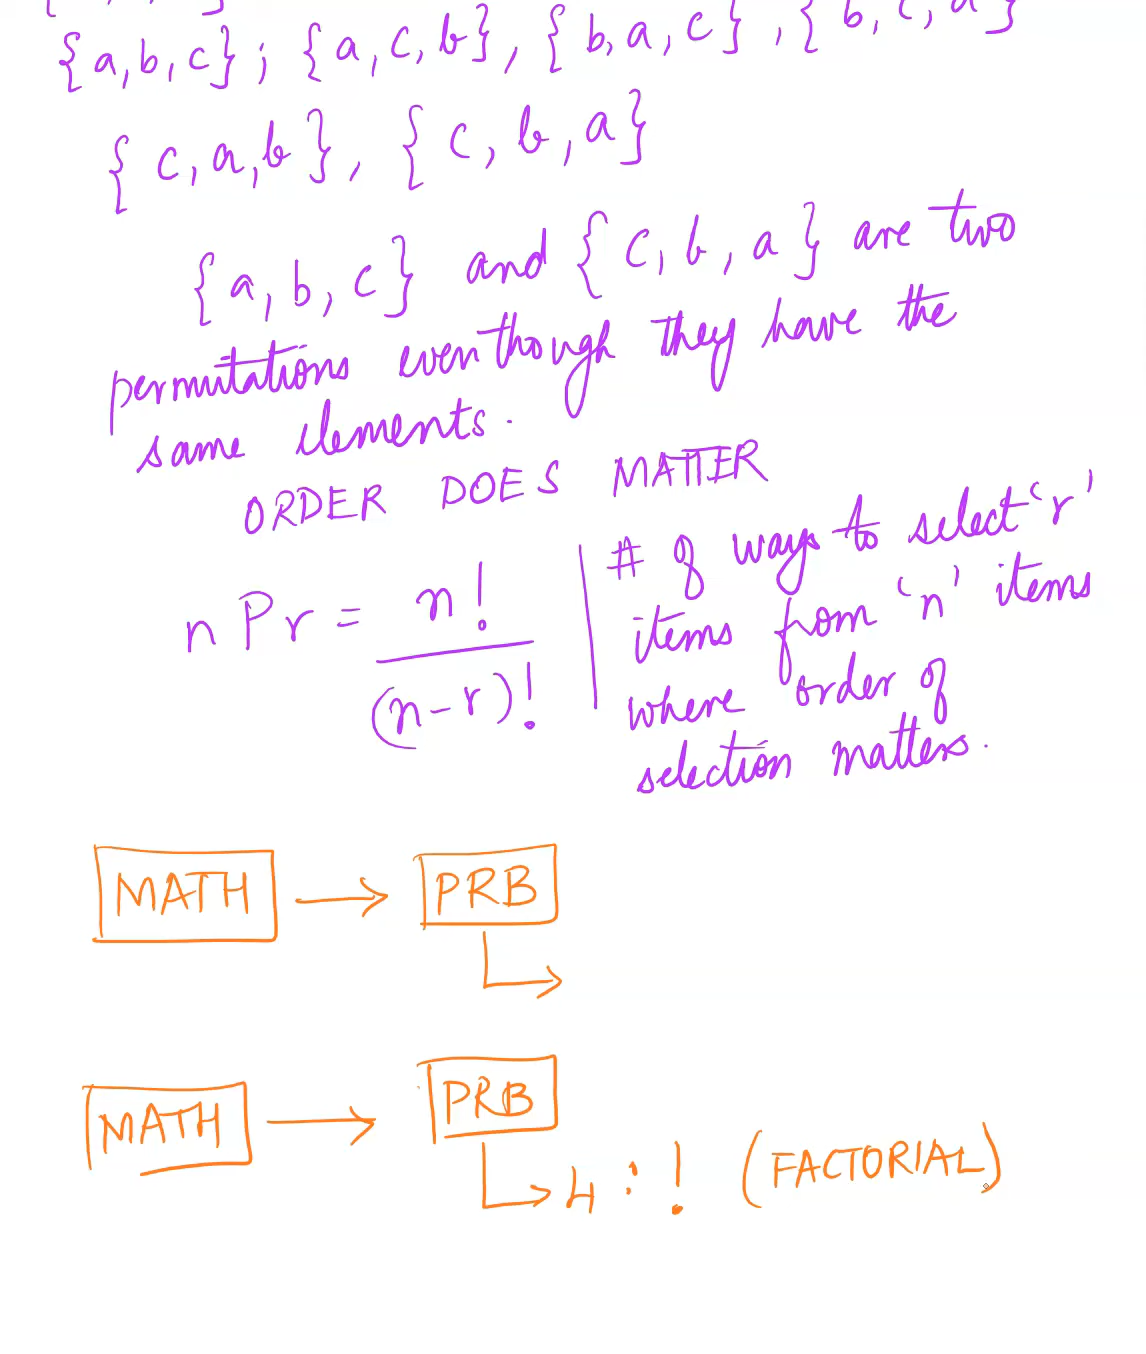 {a,b,c}; {a,c,b}, {b,a,c}, {b,c,a}
{c,a,b}, {c,b,a}
{a,b,c} and {c,b,a} are two
permutations even though they have the
same elements.
ORDER DOES MATTER
nPr = n! / (n-r)!
# of ways to select 'r'
items from 'n' items
where order of
selection matters.
MATH → PRB
MATH → PRB
4 : ! (FACTORIAL)